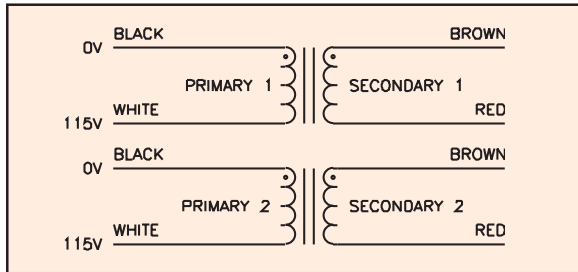 BLACK BROWN
0V
PRIMARY 1 SECONDARY 1
WHITE RED
115V
BLACK BROWN
0V
PRIMARY 2 SECONDARY 2
WHITE RED
115V